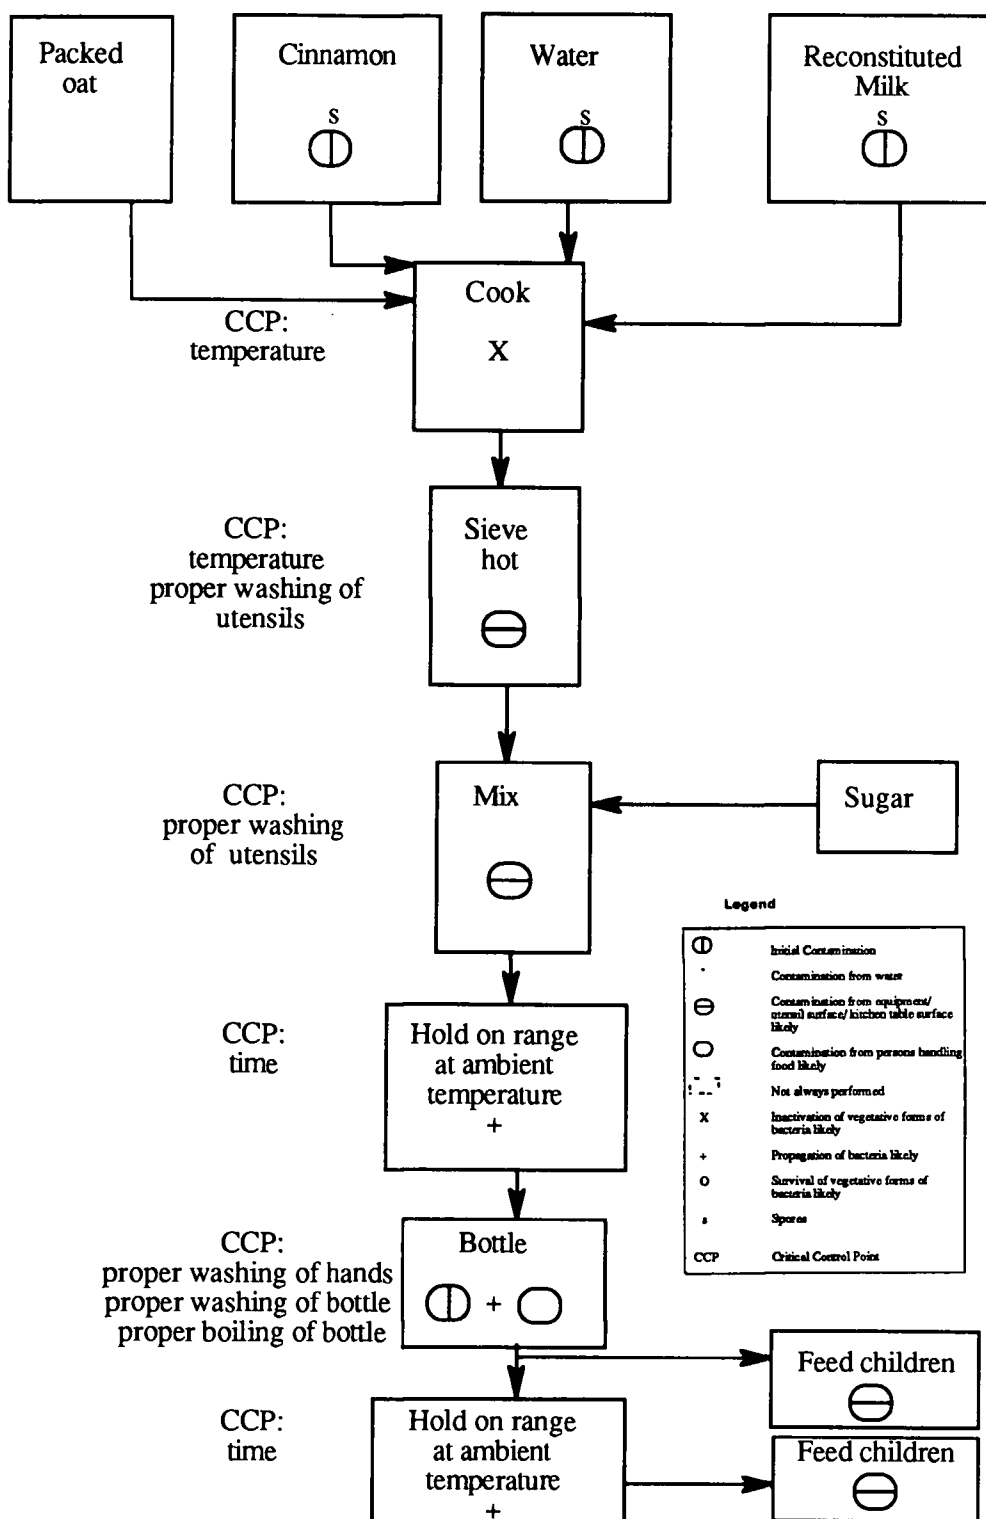 Packed
oat
Cinnamon
s
Water
s
Reconstituted
Milk
s
Cook
X
CCP:
temperature
Sieve
hot
CCP:
temperature
proper washing of
utensils
Mix
CCP:
proper washing
of utensils
Sugar
Hold on range
at ambient
temperature
+
CCP:
time
Bottle
+
CCP:
proper washing of hands
proper washing of bottle
proper boiling of bottle
Feed children
Hold on range
at ambient
temperature
+
CCP:
time
Feed children
Legend
Initial Contamination
Contamination from water
Contamination from equipment/
utensil surface/ kitchen table surface
likely
Contamination from persons handling
food likely
Not always performed
X Inactivation of vegetative forms of
bacteria likely
+ Propagation of bacteria likely
O Survival of vegetative forms of
bacteria likely
s Spores
CCP Critical Control Point